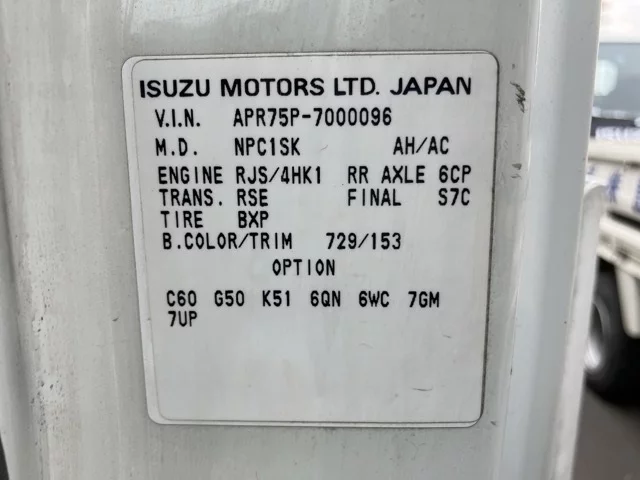 ISUZU MOTORS LTD. JAPAN
V.I.N. APR75P-7000096
M.D. NPC1SK AH/AC
ENGINE RJS/4HK1 RR AXLE 6CP
TRANS. RSE FINAL S7C
TIRE BXP
B.COLOR/TRIM 729/153
OPTION
C60 G50 K51 6QN 6WC 7GM
7UP